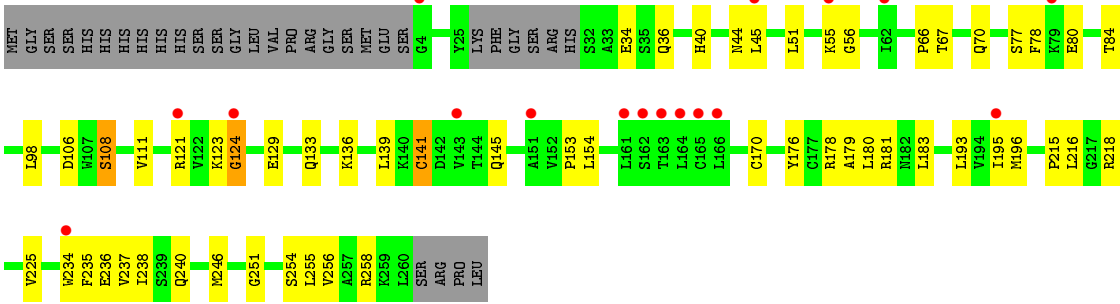 MET GLY SER SER HIS HIS HIS HIS HIS HIS SER SER GLY LEU VAL PRO ARG GLY SER MET GLU SER G4 Y25 LYS PHE GLY SER ARG HIS S32 A33 E34 S35 Q36 H40 N44 L45 L51 K55 G56 I62 P66 T67 Q70 S77 F78 K79 E80 T84
L98 D106 W107 S108 V111 R121 V122 K123 G124 E129 Q133 K136 L139 K140 C141 D142 V143 T144 Q145 A151 V152 P153 L154 L161 S162 T163 L164 C165 L166 C170 Y176 C177 R178 A179 L180 R181 N182 L183 L193 V194 I195 M196 P215 L216 G217 R218
V225 W234 F235 E236 V237 I238 S239 Q240 M246 G251 S254 L255 V256 A257 R258 K259 L260 SER ARG PRO LEU